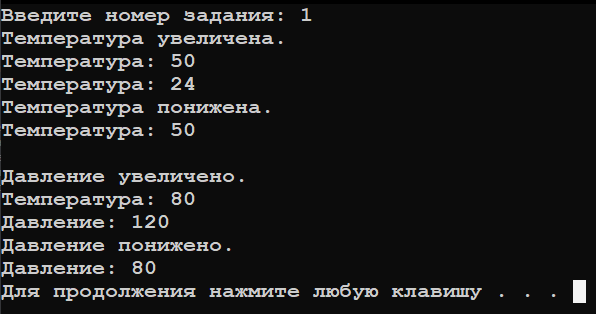 Введите номер задания: 1
Температура увеличена.
Температура: 50
Температура: 24
Температура понижена.
Температура: 50
Давление увеличено.
Температура: 80
Давление: 120
Давление понижено.
Давление: 80
Для продолжения нажмите любую клавишу . . .